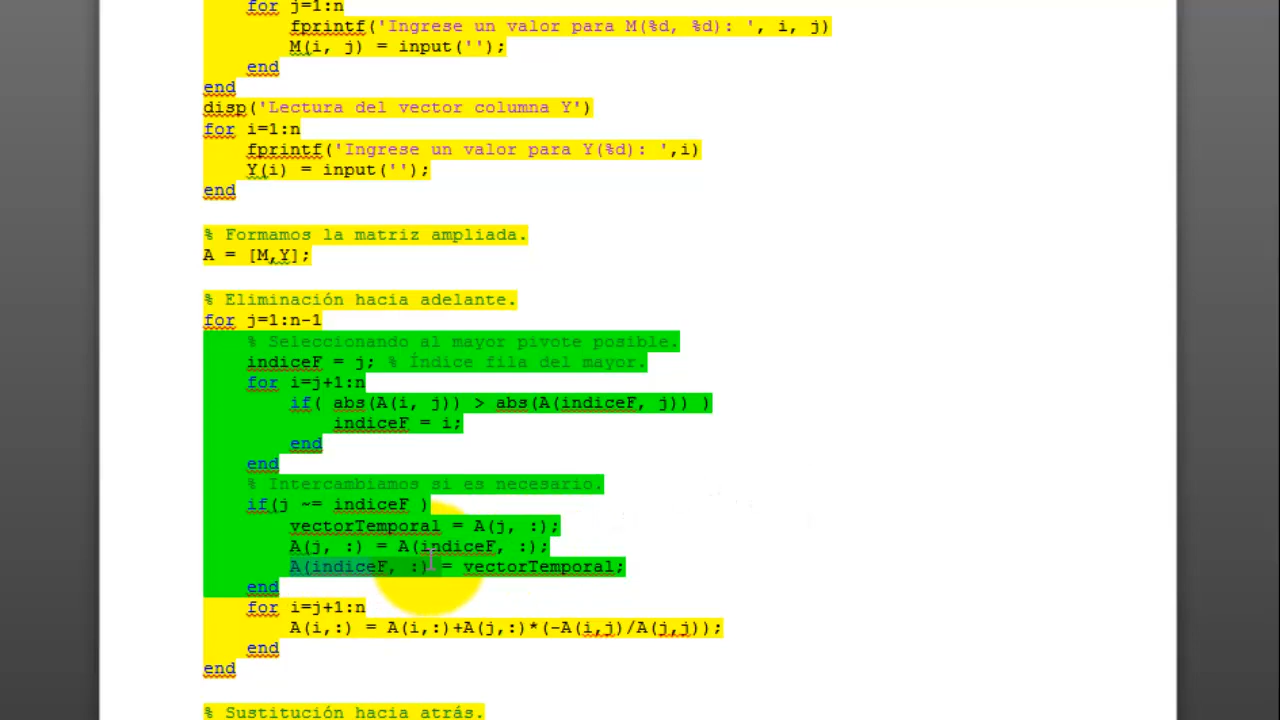 for j=1:n
fprintf('Ingrese un valor para M(%d, %d): ', i, j)
M(i, j) = input('');
end
end
disp('Lectura del vector columna Y')
for i=1:n
fprintf('Ingrese un valor para Y(%d): ',i)
Y(i) = input('');
end
% Formamos la matriz ampliada.
A = [M,Y];
% Eliminación hacia adelante.
for j=1:n-1
% Seleccionando al mayor pivote posible.
indiceF = j; % Índice fila del mayor.
for i=j+1:n
if( abs(A(i, j)) > abs(A(indiceF, j)) )
indiceF = i;
end
end
% Intercambiamos si es necesario.
if(j ~= indiceF )
vectorTemporal = A(j, :);
A(j, :) = A(indiceF, :);
A(indiceF, :) = vectorTemporal;
end
for i=j+1:n
A(i,:) = A(i,:)+A(j,:)*(-A(i,j)/A(j,j));
end
end
% Sustitución hacia atrás.